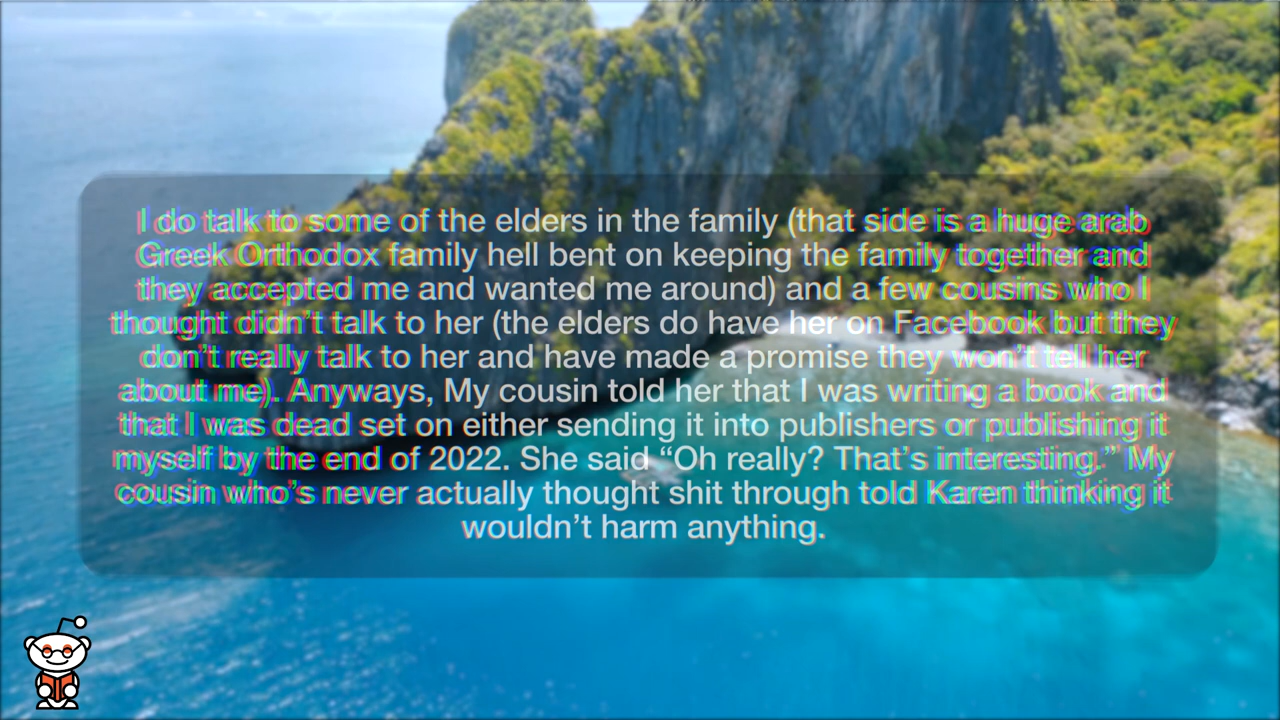 I do talk to some of the elders in the family (that side is a huge arab
Greek Orthodox family hell bent on keeping the family together and
they accepted me and wanted me around) and a few cousins who I
thought didn’t talk to her (the elders do have her on Facebook but they
don’t really talk to her and have made a promise they won’t tell her
about me). Anyways, My cousin told her that I was writing a book and
that I was dead set on either sending it into publishers or publishing it
myself by the end of 2022. She said “Oh really? That’s interesting.” My
cousin who’s never actually thought shit through told Karen thinking it
wouldn’t harm anything.